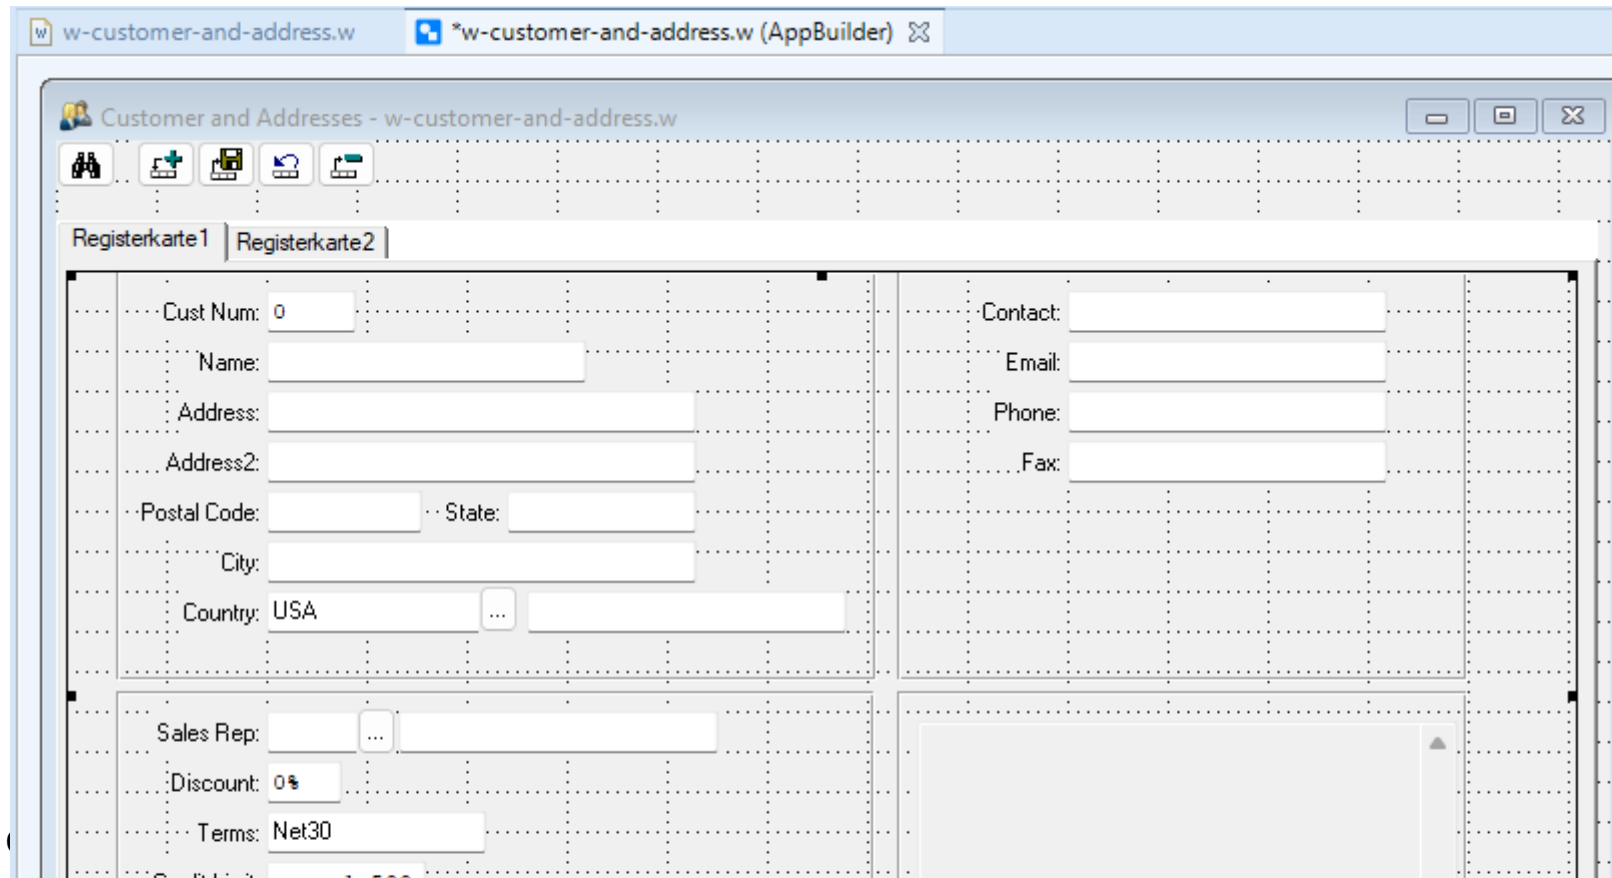 w-customer-and-address.w *w-customer-and-address.w (AppBuilder)
Customer and Addresses - w-customer-and-address.w
Registerkarte1 Registerkarte2
Cust Num: 0 Contact:
Name: Email:
Address: Phone:
Address2: Fax:
Postal Code: State:
City:
Country: USA ...
Sales Rep: ...
Discount: 0%
Terms: Net30